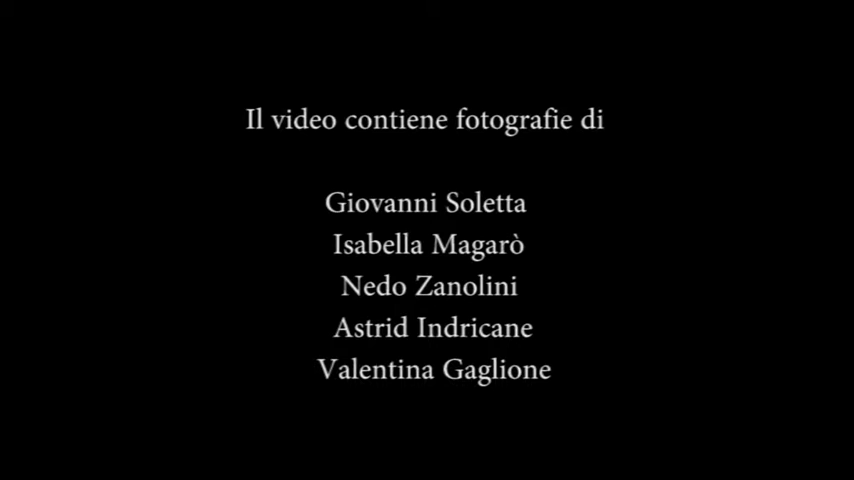 Il video contiene fotografie di
Giovanni Soletta
Isabella Magarò
Nedo Zanolini
Astrid Indricane
Valentina Gaglione